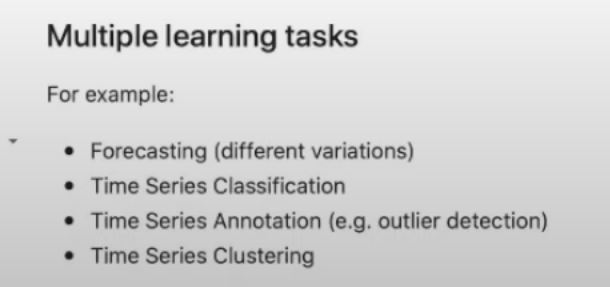 Multiple learning tasks
For example:
• Forecasting (different variations)
• Time Series Classification
• Time Series Annotation (e.g. outlier detection)
• Time Series Clustering